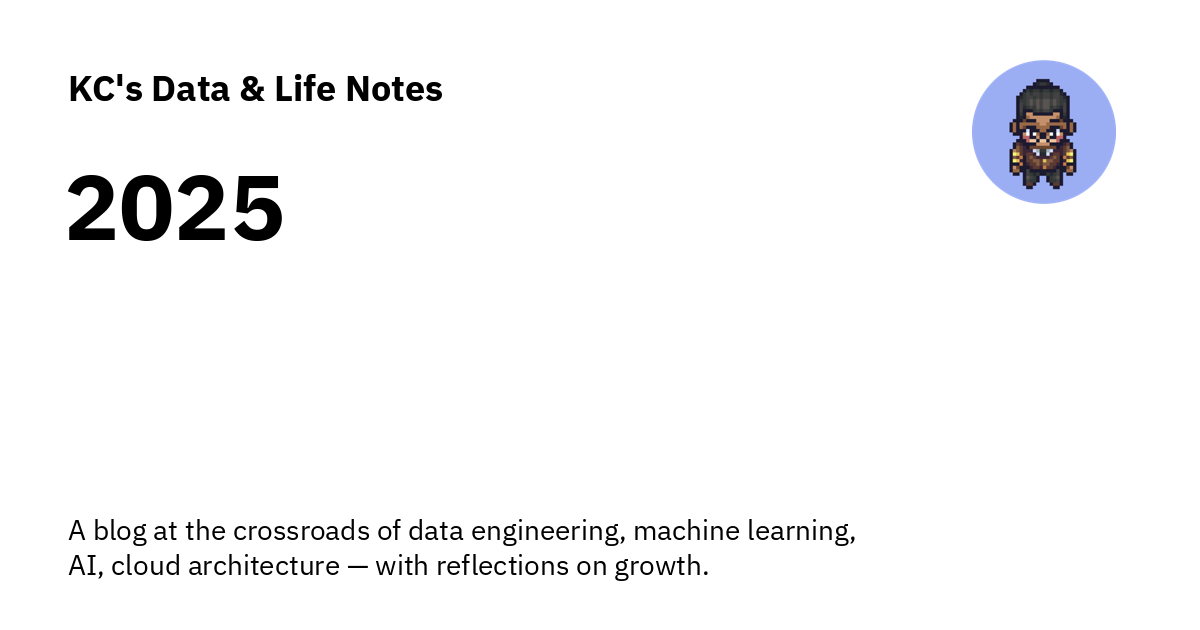 KC's Data & Life Notes
2025
A blog at the crossroads of data engineering, machine learning,
AI, cloud architecture — with reflections on growth.